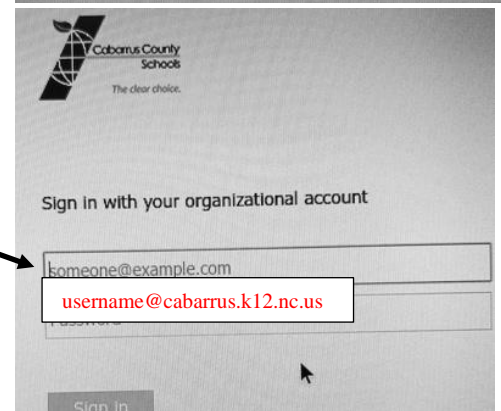 Cabarrus County
Schools
The clear choice.
Sign in with your organizational account
someone@example.com
username@cabarrus.k12.nc.us
Password
Sign in